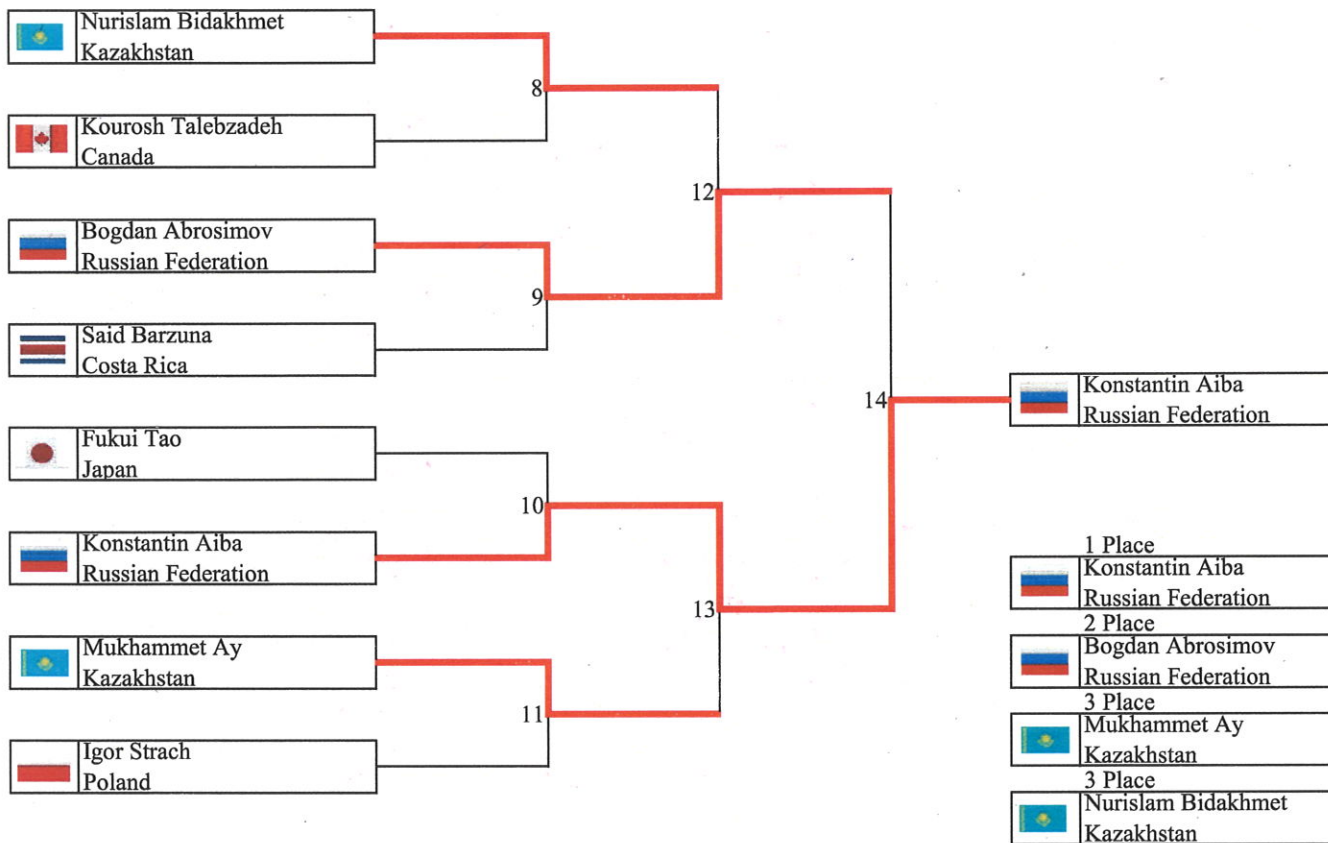 Nurislam Bidakhmet
Kazakhstan
8
Kourosh Talebzadeh
Canada
12
Bogdan Abrosimov
Russian Federation
9
Said Barzuna
Costa Rica
14
Konstantin Aiba
Russian Federation
Fukui Tao
Japan
10
Konstantin Aiba
Russian Federation
13
Mukhammet Ay
Kazakhstan
11
Igor Strach
Poland
1 Place
Konstantin Aiba
Russian Federation
2 Place
Bogdan Abrosimov
Russian Federation
3 Place
Mukhammet Ay
Kazakhstan
3 Place
Nurislam Bidakhmet
Kazakhstan